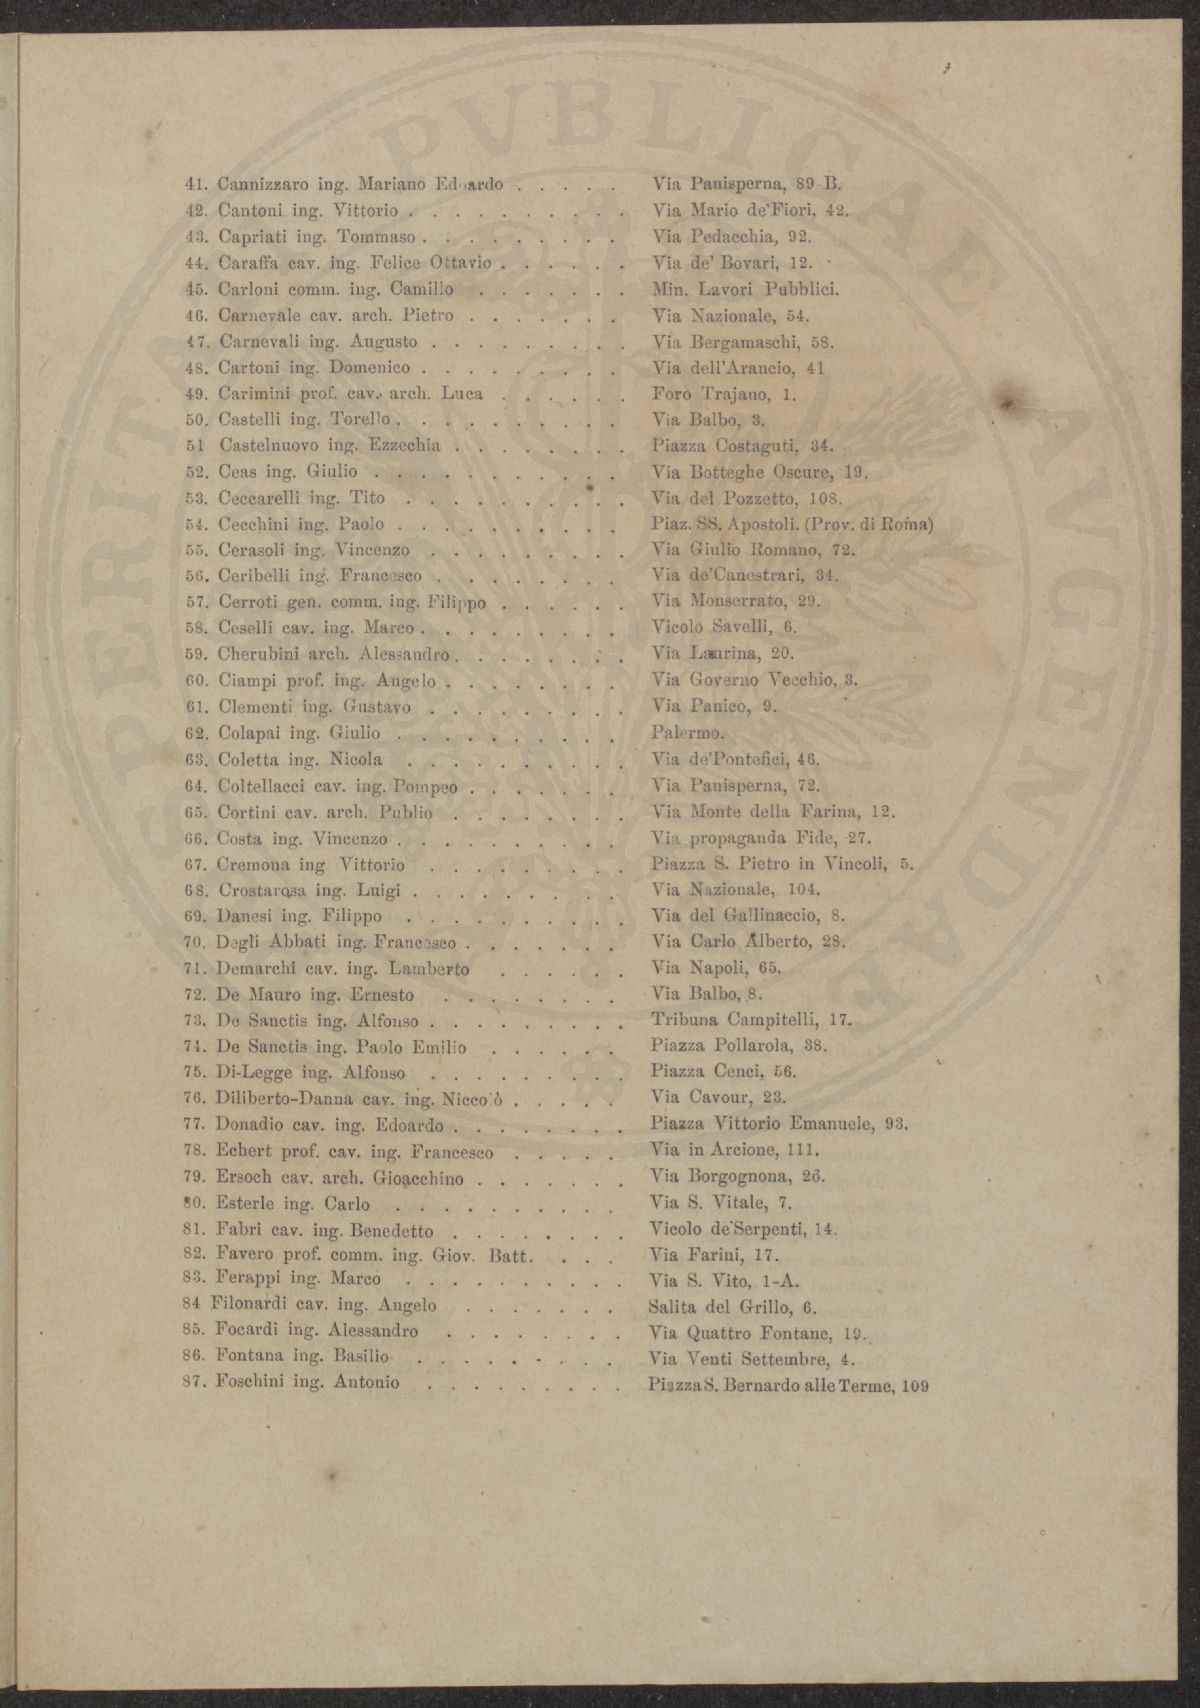 41. Cannizzaro ing. Mariano Edoardo . . . . . Via Panisperna, 89-B.
42. Cantoni ing. Vittorio . . . . . . . . . . Via Mario de'Fiori, 42.
43. Capriati ing. Tommaso . . . . . . . . . Via Pedacchia, 92.
44. Caraffa cav. ing. Felice Ottavio . . . . . . Via de' Bovari, 12.
45. Carloni comm. ing. Camillo . . . . . . . Min. Lavori Pubblici.
46. Carnevale cav. arch. Pietro . . . . . . . Via Nazionale, 54.
47. Carnevali ing. Augusto . . . . . . . . . Via Bergamaschi, 58.
48. Cartoni ing. Domenico . . . . . . . . . Via dell'Arancio, 41
49. Carimini prof. cav. arch. Luca . . . . . . Foro Trajano, 1.
50. Castelli ing. Torello . . . . . . . . . . Via Balbo, 3.
51 Castelnuovo ing. Ezzechia . . . . . . . . Piazza Costaguti, 34.
52. Ceas ing. Giulio . . . . . . . . . . . Via Botteghe Oscure, 19.
53. Ceccarelli ing. Tito . . . . . . . . . . Via del Pozzetto, 108.
54. Cecchini ing. Paolo . . . . . . . . . . Piaz. SS. Apostoli. (Prov. di Roma)
55. Cerasoli ing. Vincenzo . . . . . . . . . Via Giulio Romano, 72.
56. Ceribelli ing. Francesco . . . . . . . . Via de'Canestrari, 34.
57. Cerroti gen. comm. ing. Filippo . . . . . . Via Monserrato, 29.
58. Ceselli cav. ing. Marco . . . . . . . . . Vicolo Savelli, 6.
59. Cherubini arch. Alessandro . . . . . . . . Via Laurina, 20.
60. Ciampi prof. ing. Angelo . . . . . . . . Via Governo Vecchio, 3.
61. Clementi ing. Gustavo . . . . . . . . . Via Panico, 9.
62. Colapai ing. Giulio . . . . . . . . . . Palermo.
63. Coletta ing. Nicola . . . . . . . . . . Via de'Pontefici, 46.
64. Coltellacci cav. ing. Pompeo . . . . . . . Via Panisperna, 72.
65. Cortini cav. arch. Publio . . . . . . . . Via Monte della Farina, 12.
66. Costa ing. Vincenzo . . . . . . . . . . Via propaganda Fide, 27.
67. Cremona ing Vittorio . . . . . . . . . Piazza S. Pietro in Vincoli, 5.
68. Crostarosa ing. Luigi . . . . . . . . . Via Nazionale, 104.
69. Danesi ing. Filippo . . . . . . . . . . Via del Gallinaccio, 8.
70. Degli Abbati ing. Francesco . . . . . . . Via Carlo Alberto, 28.
71. Demarchi cav. ing. Lamberto . . . . . . Via Napoli, 65.
72. De Mauro ing. Ernesto . . . . . . . . Via Balbo, 8.
73. De Sanctis ing. Alfonso . . . . . . . . . Tribuna Campitelli, 17.
74. De Sanctis ing. Paolo Emilio . . . . . . Piazza Pollarola, 38.
75. Di-Legge ing. Alfonso . . . . . . . . . Piazza Cenci, 56.
76. Diliberto-Danna cav. ing. Niccolò . . . . . Via Cavour, 23.
77. Donadio cav. ing. Edoardo . . . . . . . . Piazza Vittorio Emanuele, 93.
78. Echert prof. cav. ing. Francesco . . . . . Via in Arcione, 111.
79. Ersoch cav. arch. Gioacchino . . . . . . . Via Borgognona, 26.
80. Esterle ing. Carlo . . . . . . . . . . Via S. Vitale, 7.
81. Fabri cav. ing. Benedetto . . . . . . . . Vicolo de'Serpenti, 14.
82. Favero prof. comm. ing. Giov. Batt. . . . Via Farini, 17.
83. Ferappi ing. Marco . . . . . . . . . . Via S. Vito, 1-A.
84 Filonardi cav. ing. Angelo . . . . . . . Salita del Grillo, 6.
85. Focardi ing. Alessandro . . . . . . . . Via Quattro Fontane, 19.
86. Fontana ing. Basilio . . . . . . . . . Via Venti Settembre, 4.
87. Foschini ing. Antonio . . . . . . . . . Piazza S. Bernardo alle Terme, 109